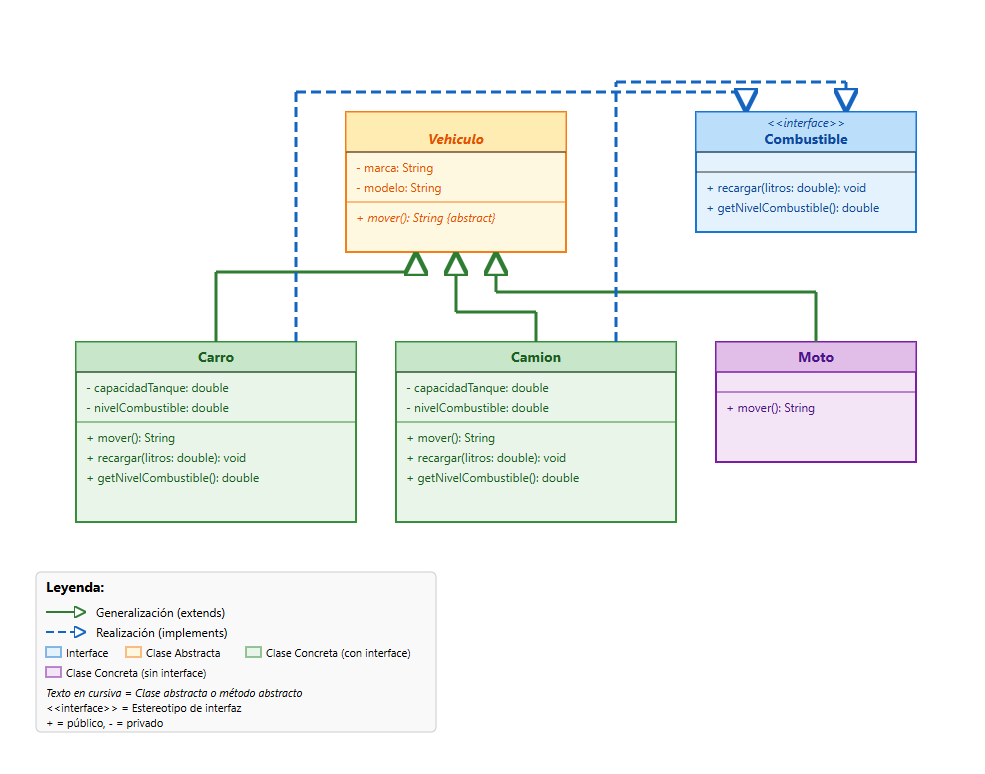 <<interface>>
Vehiculo
Combustible
- marca: String
- modelo: String
+ mover(): String {abstract}
+ recargar(litros: double): void
+ getNivelCombustible(): double
Carro
- capacidadTanque: double
- nivelCombustible: double
+ mover(): String
+ recargar(litros: double): void
+ getNivelCombustible(): double
Camion
- capacidadTanque: double
- nivelCombustible: double
+ mover(): String
+ recargar(litros: double): void
+ getNivelCombustible(): double
Moto
+ mover(): String
Leyenda:
Generalización (extends)
Realización (implements)
Interface
Clase Abstracta
Clase Concreta (con interface)
Clase Concreta (sin interface)
Texto en cursiva = Clase abstracta o método abstracto
<<interface>> = Estereotipo de interfaz
+ = público, - = privado